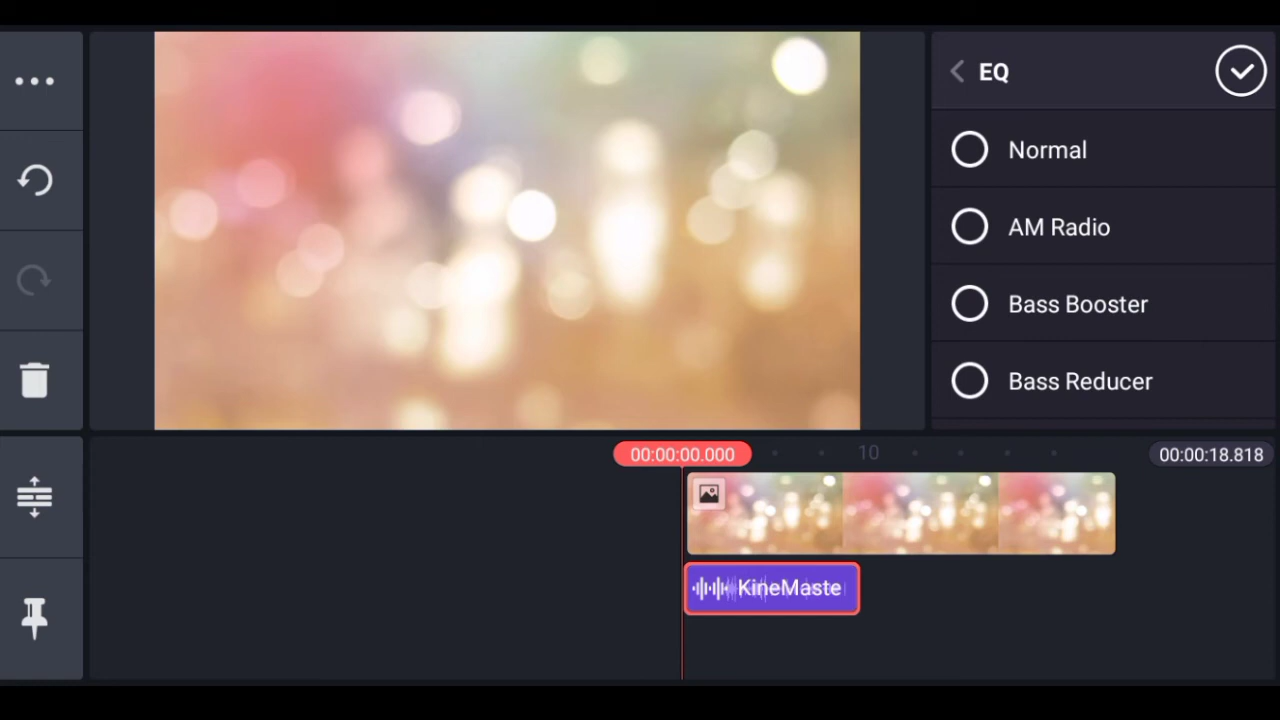 EQ
Normal
AM Radio
Bass Booster
Bass Reducer
00:00:00.000
10
00:00:18.818
KineMaste